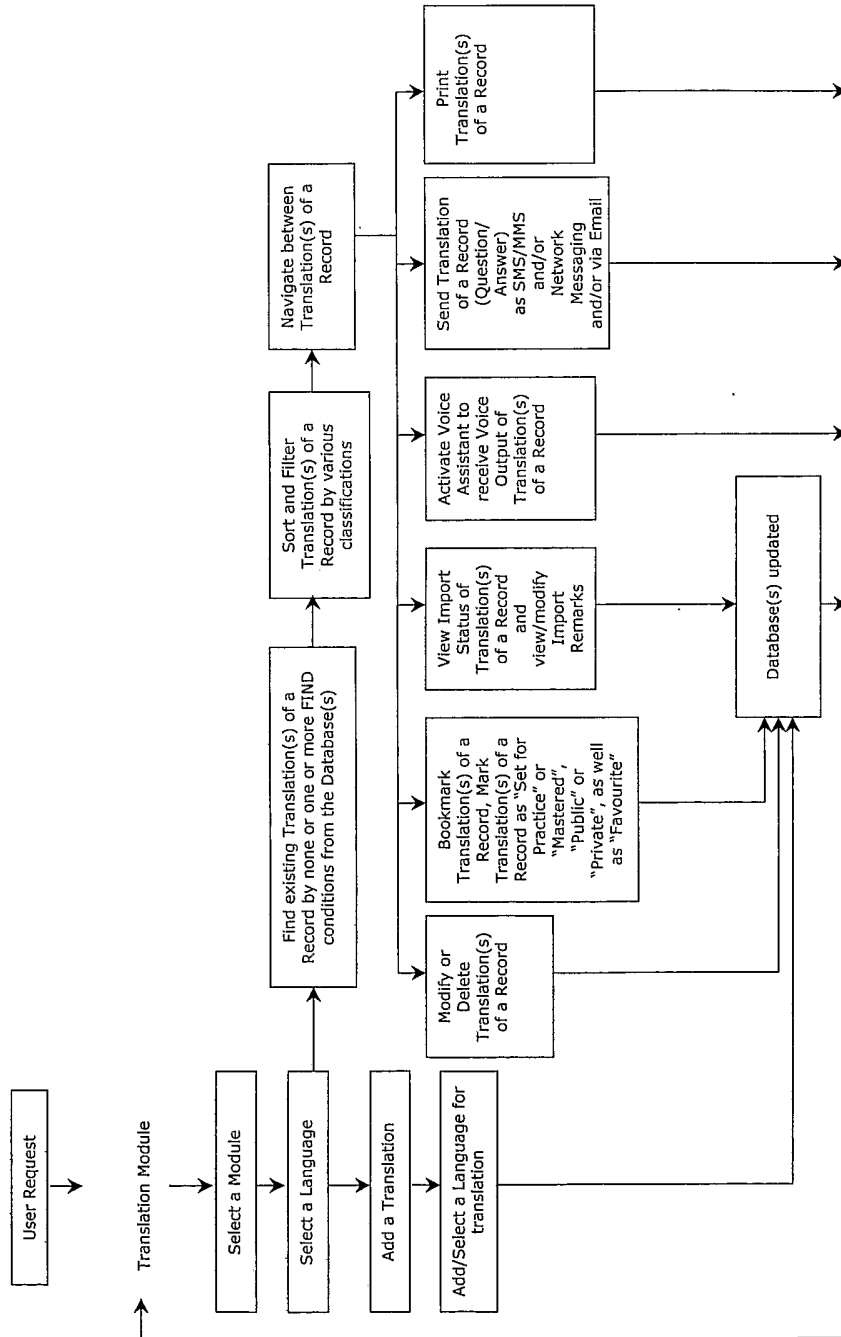 User Request
Translation Module
Select a Module
Select a Language
Add a Translation
Add/Select a Language for
translation
Find existing Translation(s) of a
Record by none or one or more FIND
conditions from the Database(s)
Sort and Filter
Translation(s) of a
Record by various
classifications
Navigate between
Translation(s) of a
Record
Modify or
Delete
Translation(s)
of a Record
Bookmark
Translation(s) of a
Record, Mark
Translation(s) of a
Record as “Set for
Practice” or
“Mastered”,
“Public” or
“Private”, as well
as “Favourite”
View Import
Status of
Translation(s)
of a Record
and
view/modify
Import
Remarks
Activate Voice
Assistant to
receive Voice
Output of
Translation(s)
of a Record
Send Translation
of a Record
(Question/
Answer)
as SMS/MMS
and/or
Network
Messaging
and/or via Email
Print
Translation(s)
of a Record
Database(s) updated